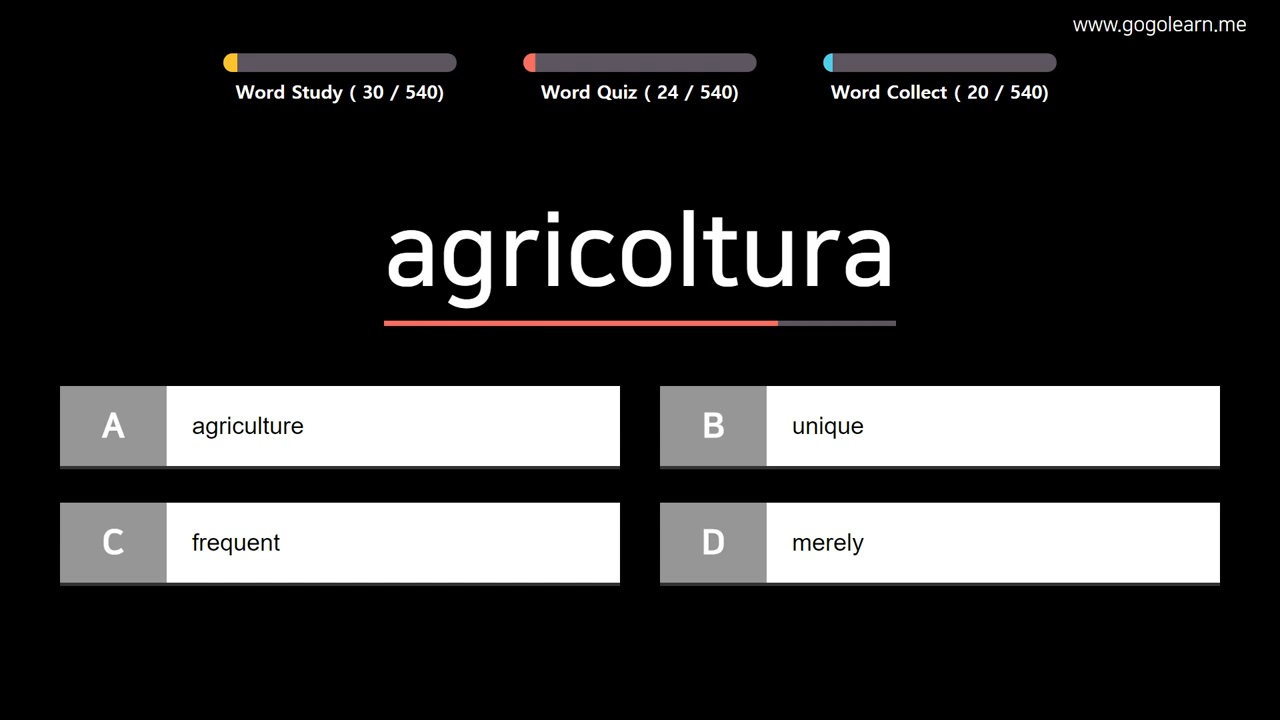 www.gogolearn.me
Word Study ( 30 / 540)
Word Quiz ( 24 / 540)
Word Collect ( 20 / 540)
agricoltura
A agriculture
B unique
C frequent
D merely